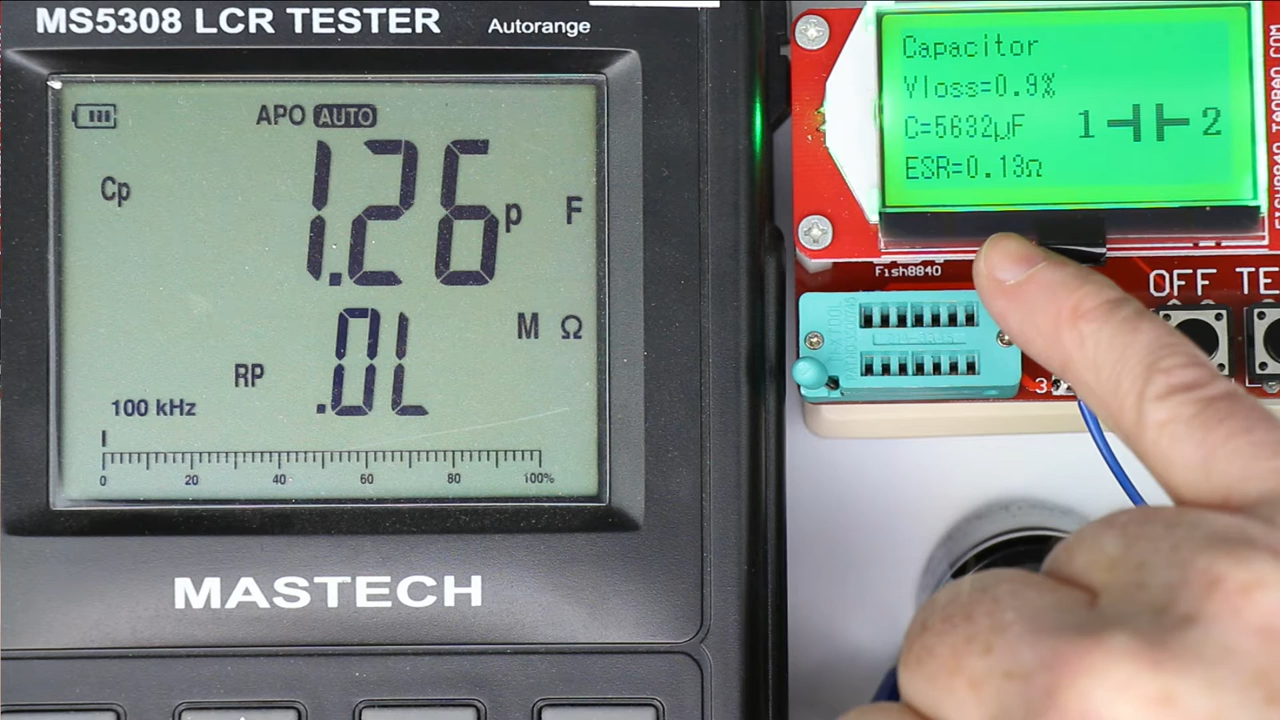 MS5308 LCR TESTER
Autorange
APO AUTO
Cp
1.26 p F
M Ω
RP .0L
100 kHz
0 20 40 60 80 100%
MASTECH
Capacitor
Vloss=0.9%
C=5632µF
1 2
ESR=0.13Ω
Fish8840
OFF TE
3